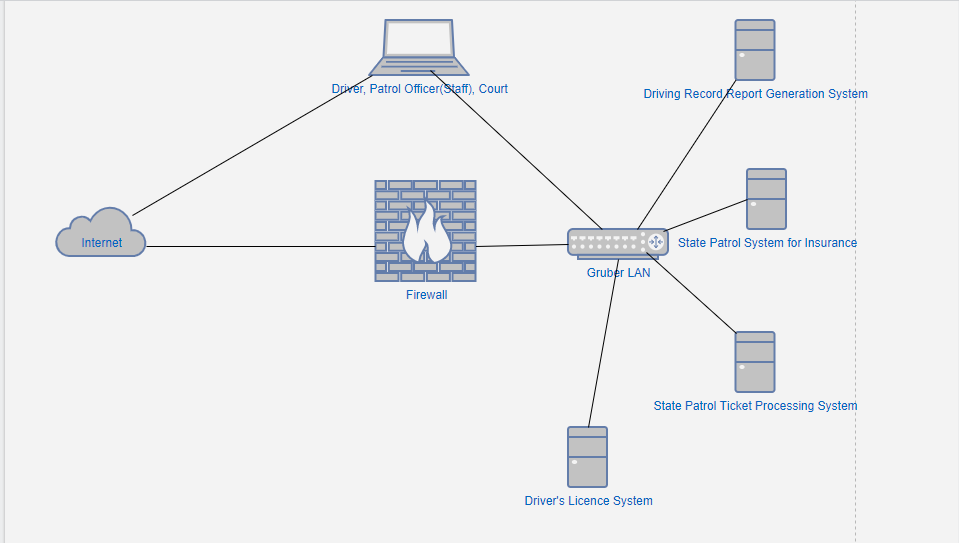 Driver, Patrol Officer(Staff), Court
Driving Record Report Generation System
Internet
State Patrol System for Insurance
Gruber LAN
Firewall
State Patrol Ticket Processing System
Driver's Licence System